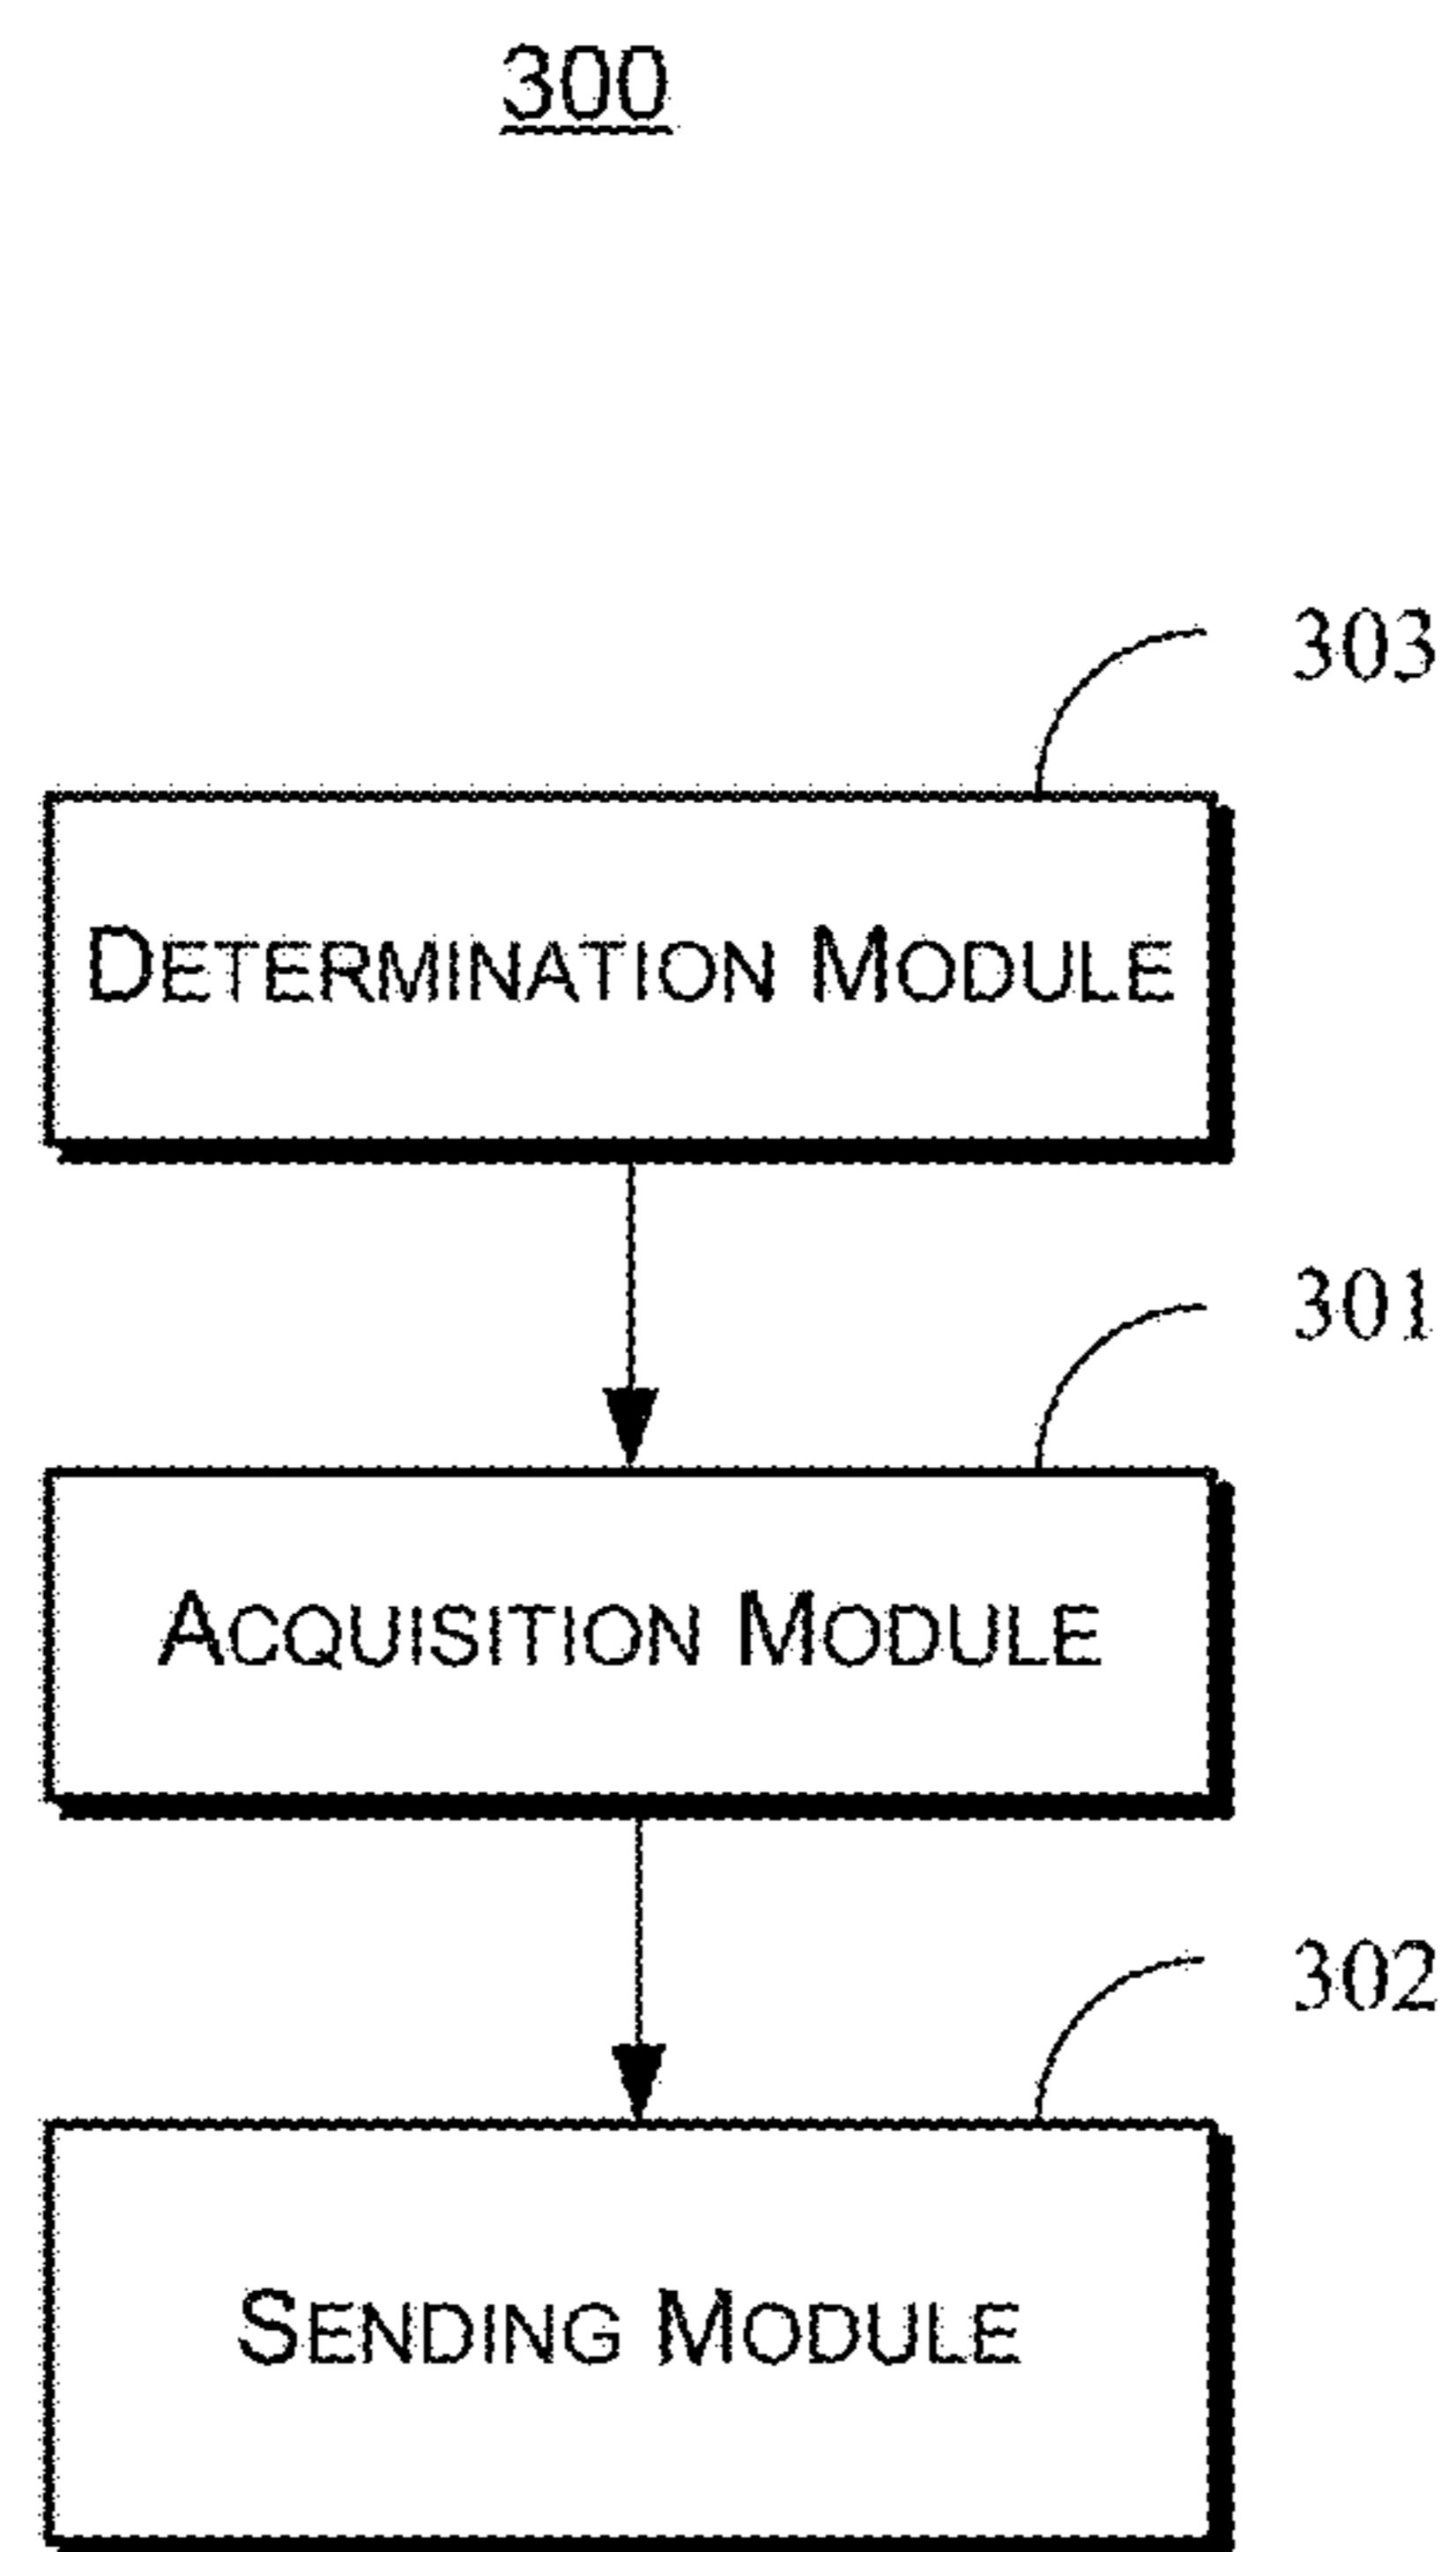 300
303
DETERMINATION MODULE
301
ACQUISITION MODULE
302
SENDING MODULE